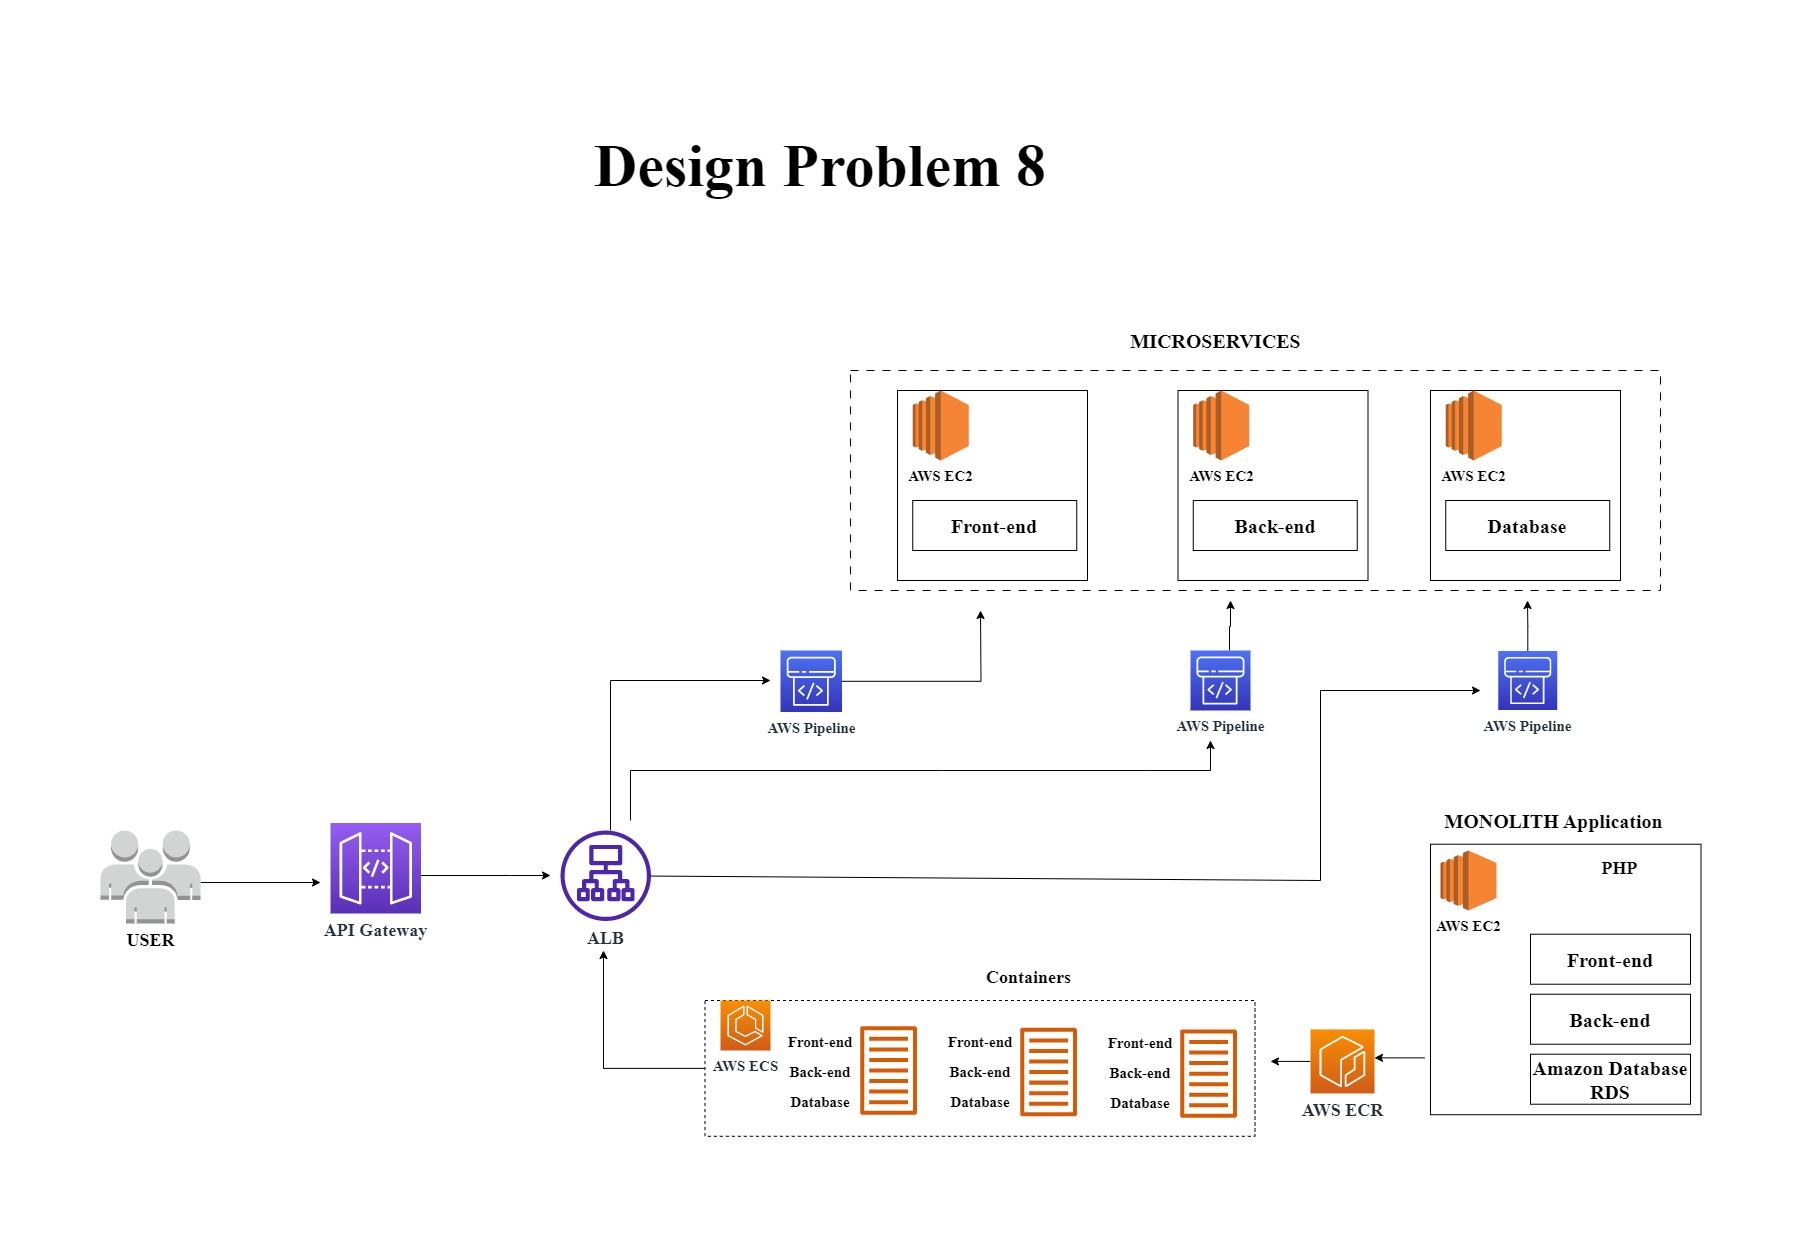 Design Problem 8
MICROSERVICES
AWS EC2
Front-end
AWS EC2
Back-end
AWS EC2
Database
AWS Pipeline
AWS Pipeline
AWS Pipeline
USER
API Gateway
ALB
MONOLITH Application
PHP
AWS EC2
Front-end
Back-end
Amazon Database
RDS
Containers
AWS ECS
Front-end
Back-end
Database
Front-end
Back-end
Database
Front-end
Back-end
Database
AWS ECR